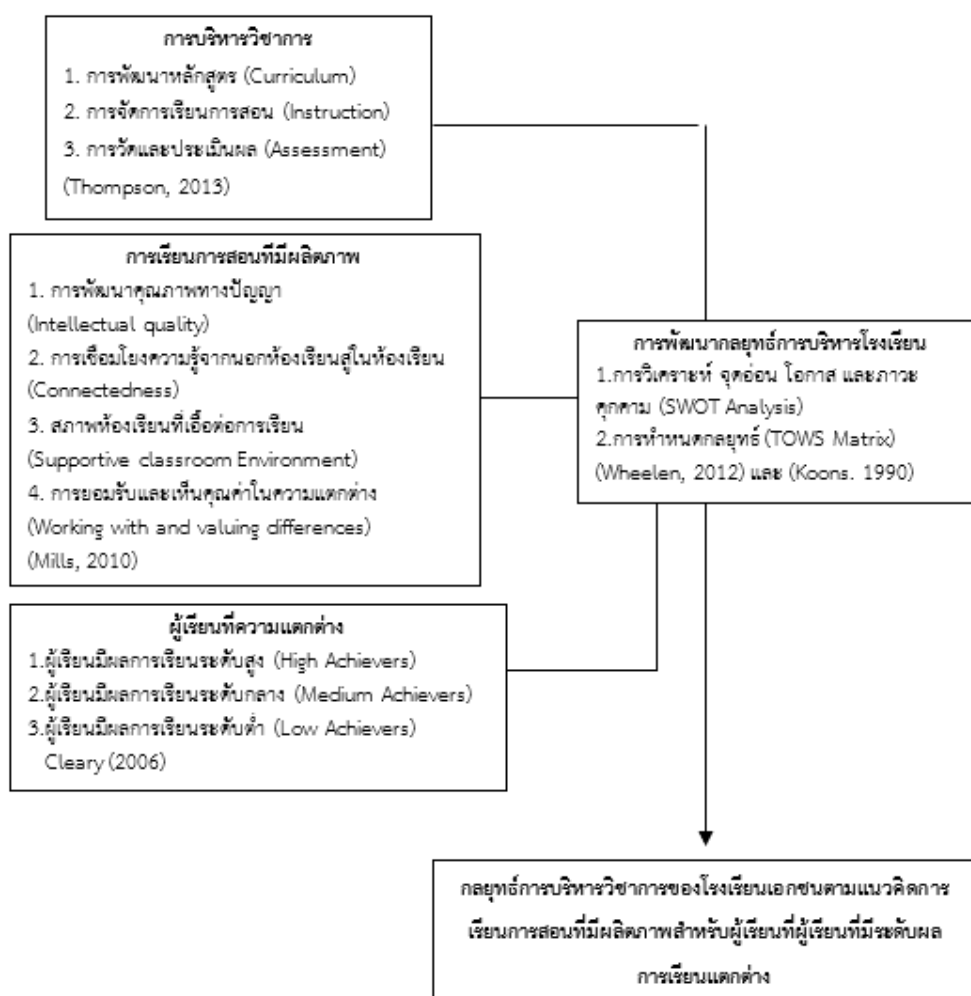 การบริหารวิชาการ
1. การพัฒนาหลักสูตร (Curriculum)
2. การจัดการเรียนการสอน (Instruction)
3. การวัดและประเมินผล (Assessment)
(Thompson, 2013)
การเรียนการสอนที่มีผลิตภาพ
1. การพัฒนาคุณภาพทางปัญญา
(Intellectual quality)
2. การเชื่อมโยงความรู้จากนอกห้องเรียนสู่ในห้องเรียน
(Connectedness)
3. สภาพห้องเรียนที่เอื้อต่อการเรียน
(Supportive classroom Environment)
4. การยอมรับและเห็นคุณค่าในความแตกต่าง
(Working with and valuing differences)
(Mills, 2010)
ผู้เรียนที่ความแตกต่าง
1.ผู้เรียนมีผลการเรียนระดับสูง (High Achievers)
2.ผู้เรียนมีผลการเรียนระดับกลาง (Medium Achievers)
3.ผู้เรียนมีผลการเรียนระดับต่ำ (Low Achievers)
Cleary (2006)
การพัฒนากลยุทธ์การบริหารโรงเรียน
1.การวิเคราะห์ จุดอ่อน โอกาส และภาวะ
คุกคาม (SWOT Analysis)
2.การกำหนดกลยุทธ์ (TOWS Matrix)
(Wheelen, 2012) และ (Koons. 1990)
กลยุทธ์การบริหารวิชาการของโรงเรียนเอกชนตามแนวคิดการ
เรียนการสอนที่มีผลิตภาพสำหรับผู้เรียนที่ผู้เรียนที่มีระดับผล
การเรียนแตกต่าง